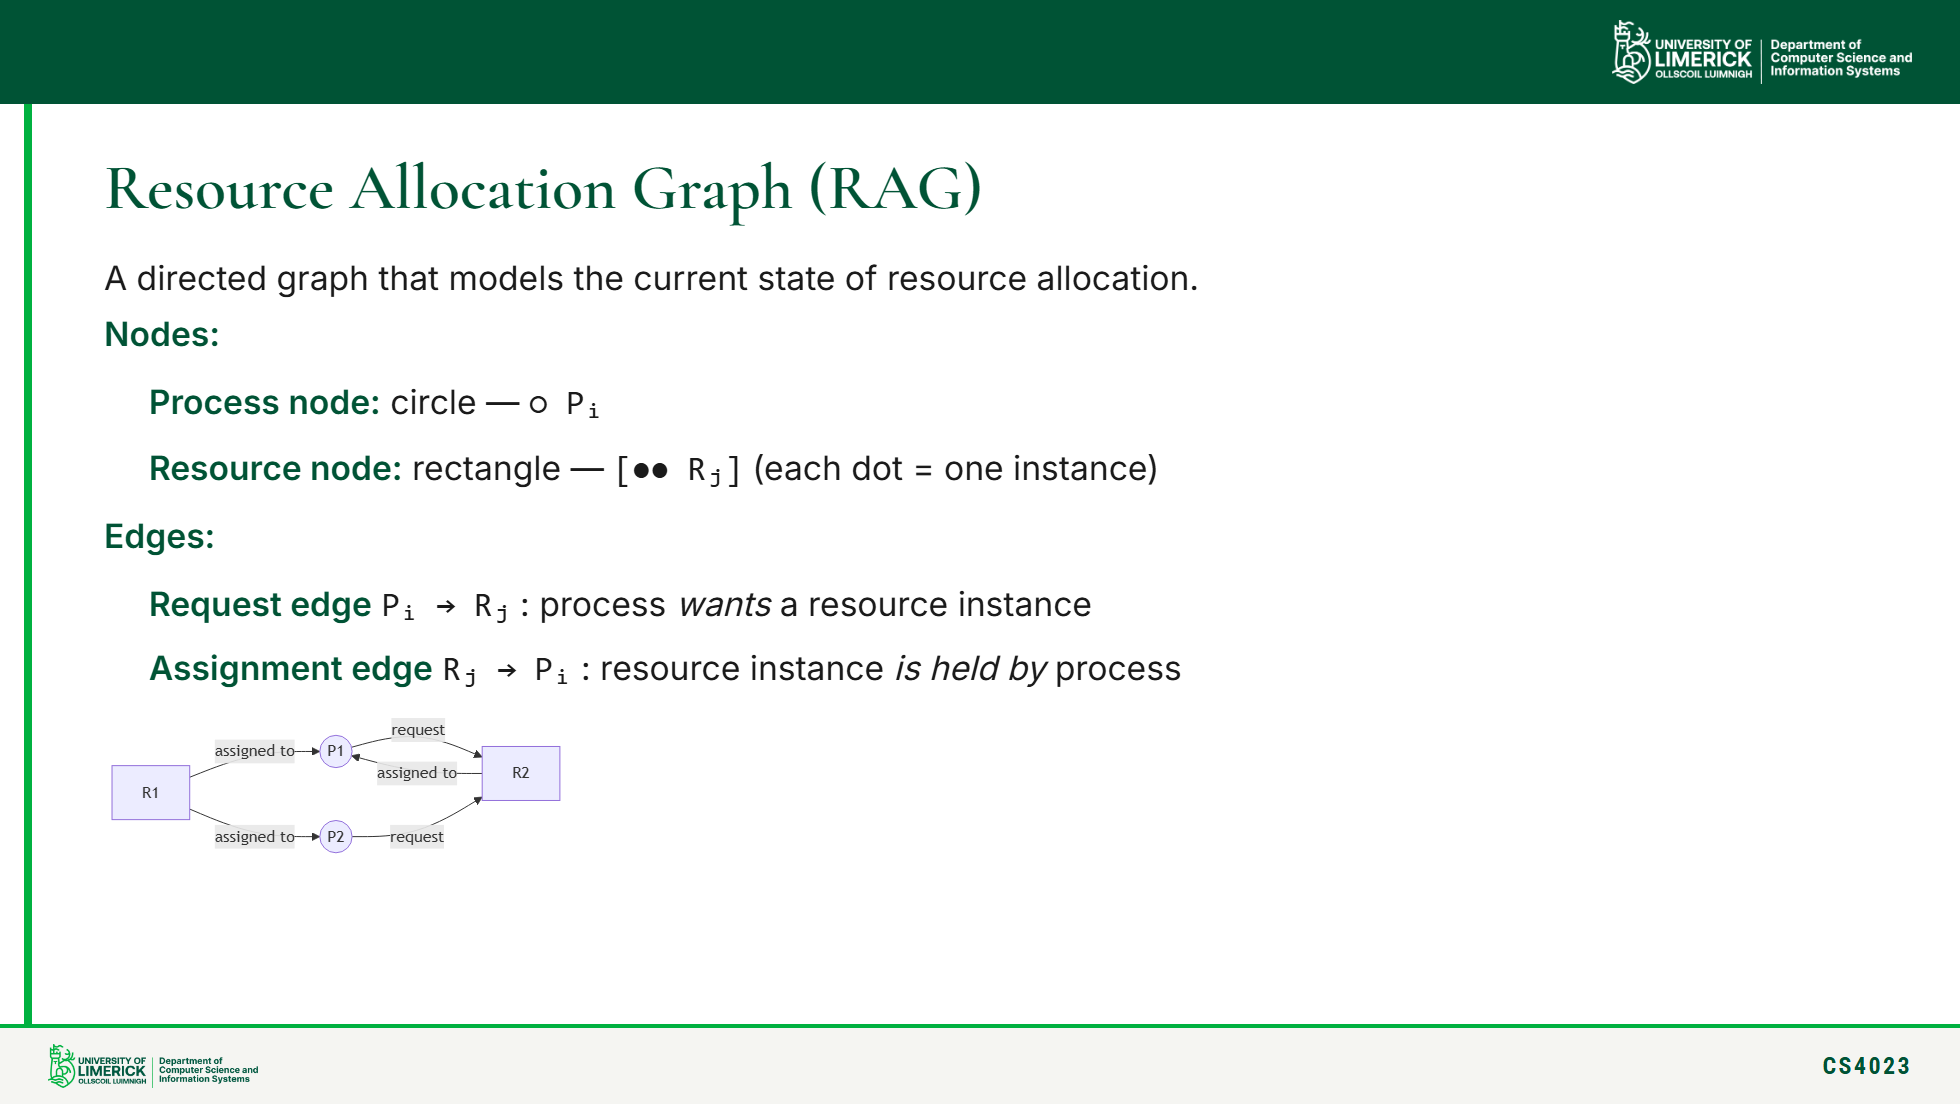 UNIVERSITY OF
LIMERICK
OLLSCOIL LUIMNIGH
Department of
Computer Science and
Information Systems
Resource Allocation Graph (RAG)
A directed graph that models the current state of resource allocation.
Nodes:
Process node: circle — ○ Pᵢ
Resource node: rectangle — [●● Rⱼ] (each dot = one instance)
Edges:
Request edge Pᵢ → Rⱼ : process wants a resource instance
Assignment edge Rⱼ → Pᵢ : resource instance is held by process
request
assigned to
P1
assigned to
R2
R1
assigned to
P2
request
UNIVERSITY OF
LIMERICK
OLLSCOIL LUIMNIGH
Department of
Computer Science and
Information Systems
CS4023